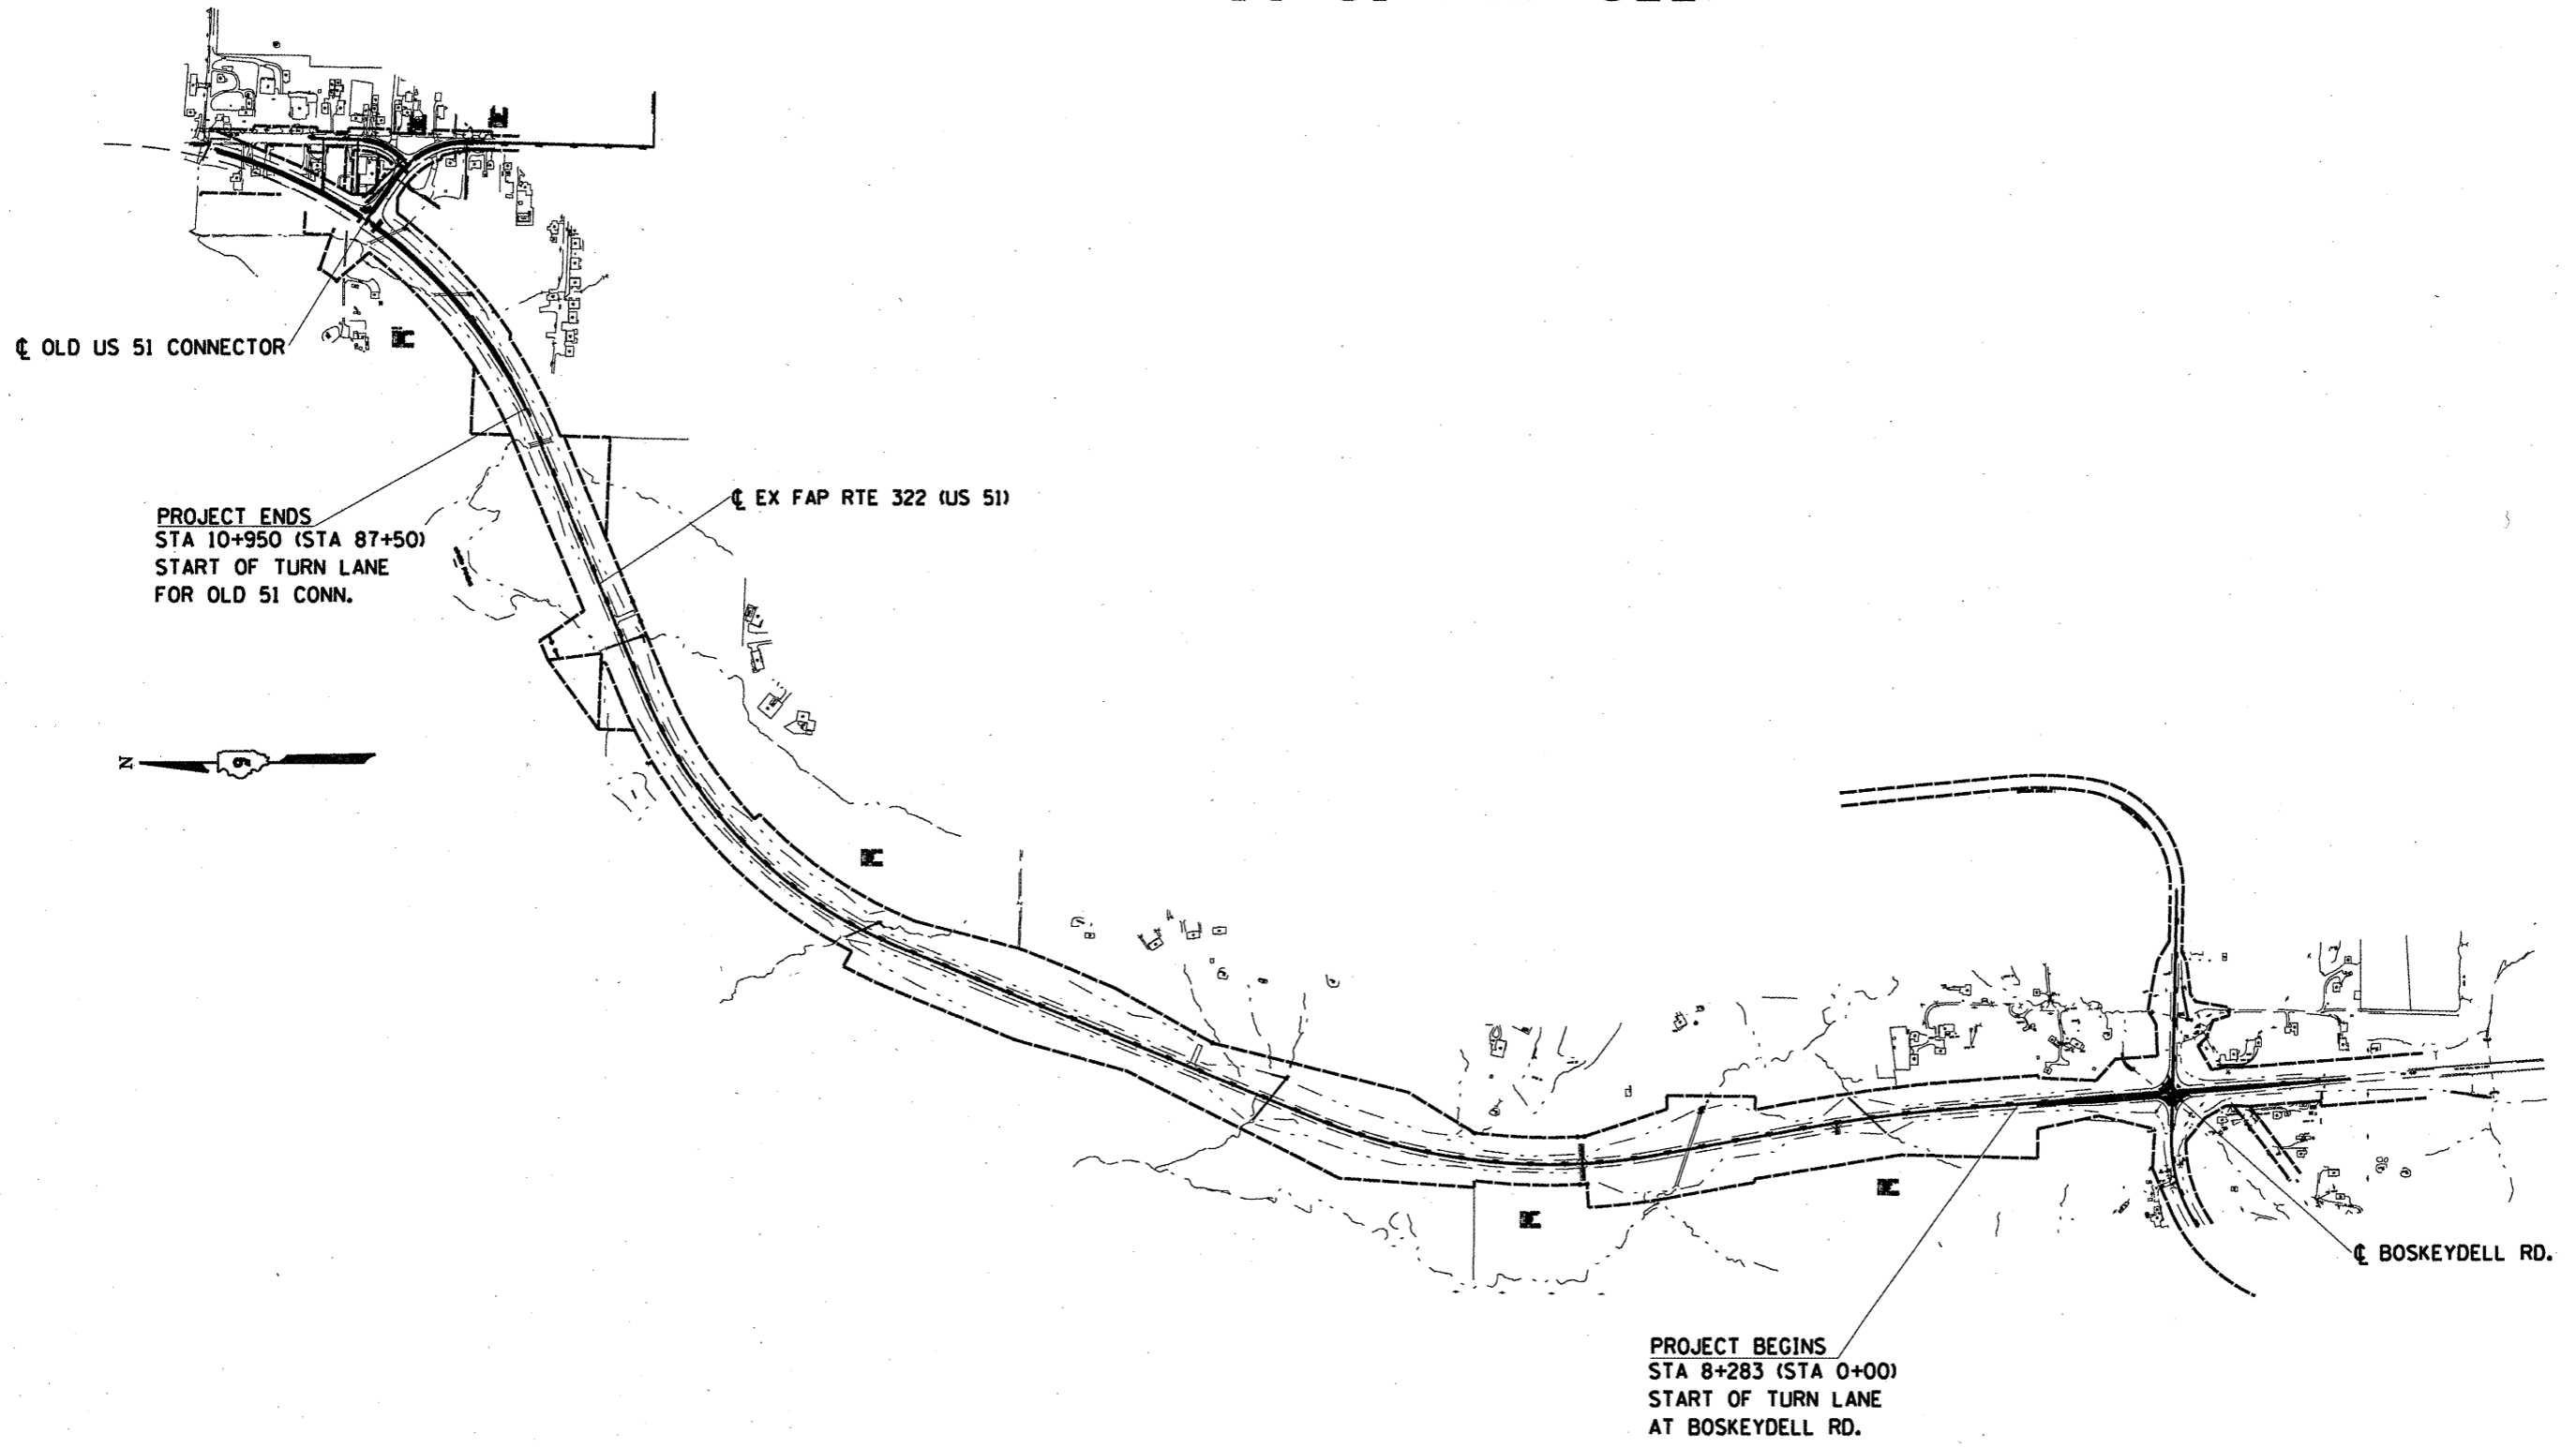 ℄ OLD US 51 CONNECTOR
PROJECT ENDS
STA 10+950 (STA 87+50)
START OF TURN LANE
FOR OLD 51 CONN.
℄ EX FAP RTE 322 (US 51)
N
9
℄ BOSKEYDELL RD.
PROJECT BEGINS
STA 8+283 (STA 0+00)
START OF TURN LANE
AT BOSKEYDELL RD.